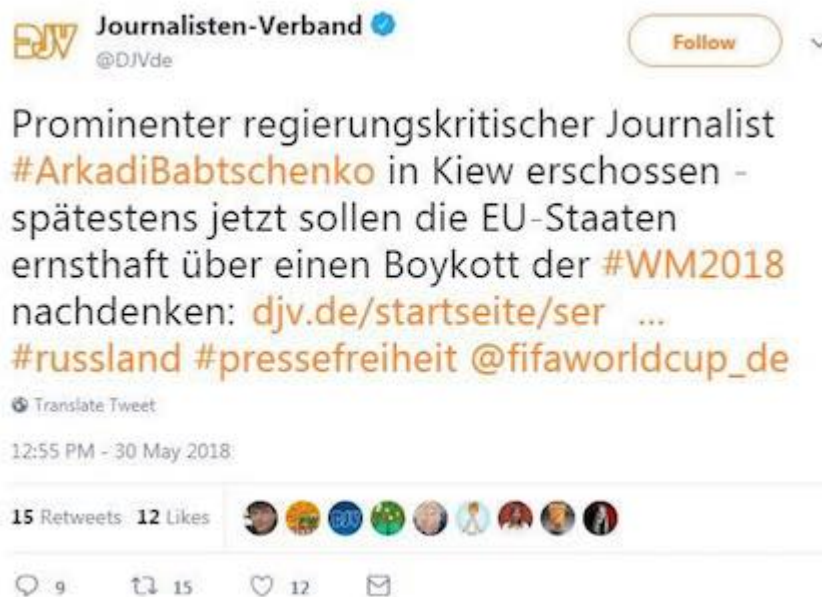 DJV Journalisten-Verband
@DJVde
Follow
Prominenter regierungskritischer Journalist
#ArkadiBabtschenko in Kiew erschossen -
spätestens jetzt sollen die EU-Staaten
ernsthaft über einen Boykott der #WM2018
nachdenken: djv.de/startseite/ser ...
#russland #pressefreiheit @fifaworldcup_de
Translate Tweet
12:55 PM - 30 May 2018
15 Retweets 12 Likes DJV
9 15 12